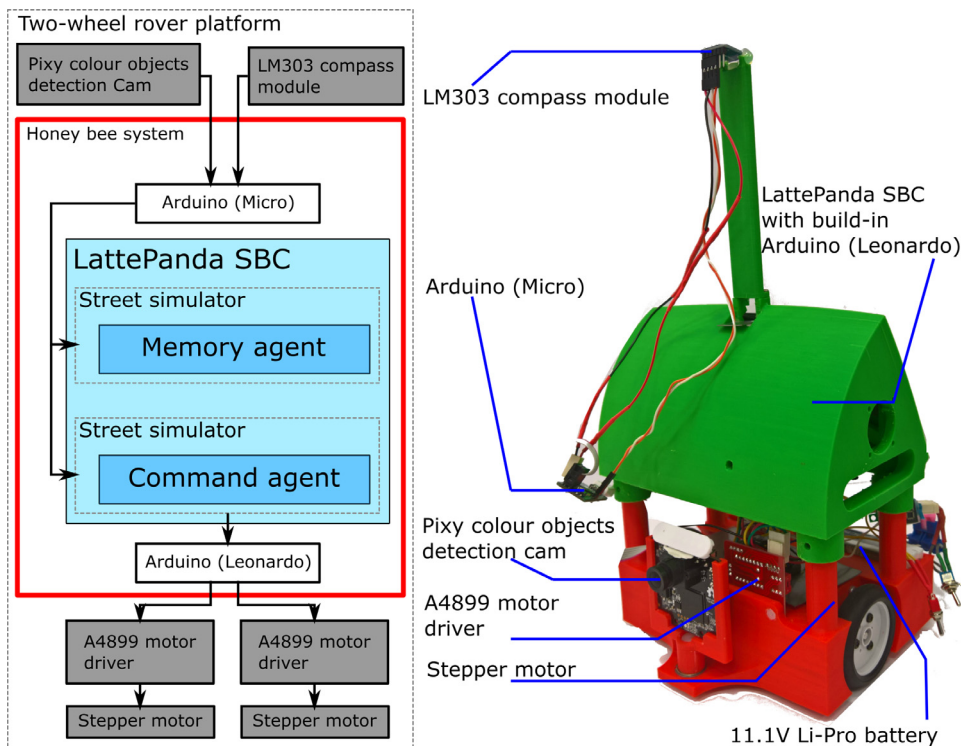 Two-wheel rover platform
Pixy colour objects
detection Cam
LM303 compass
module
Honey bee system
Arduino (Micro)
LattePanda SBC
Street simulator
Memory agent
Street simulator
Command agent
Arduino (Leonardo)
A4899 motor
driver
A4899 motor
driver
Stepper motor
Stepper motor
LM303 compass module
LattePanda SBC
with build-in
Arduino (Leonardo)
Arduino (Micro)
Pixy colour objects
detection cam
A4899 motor
driver
Stepper motor
11.1V Li-Pro battery